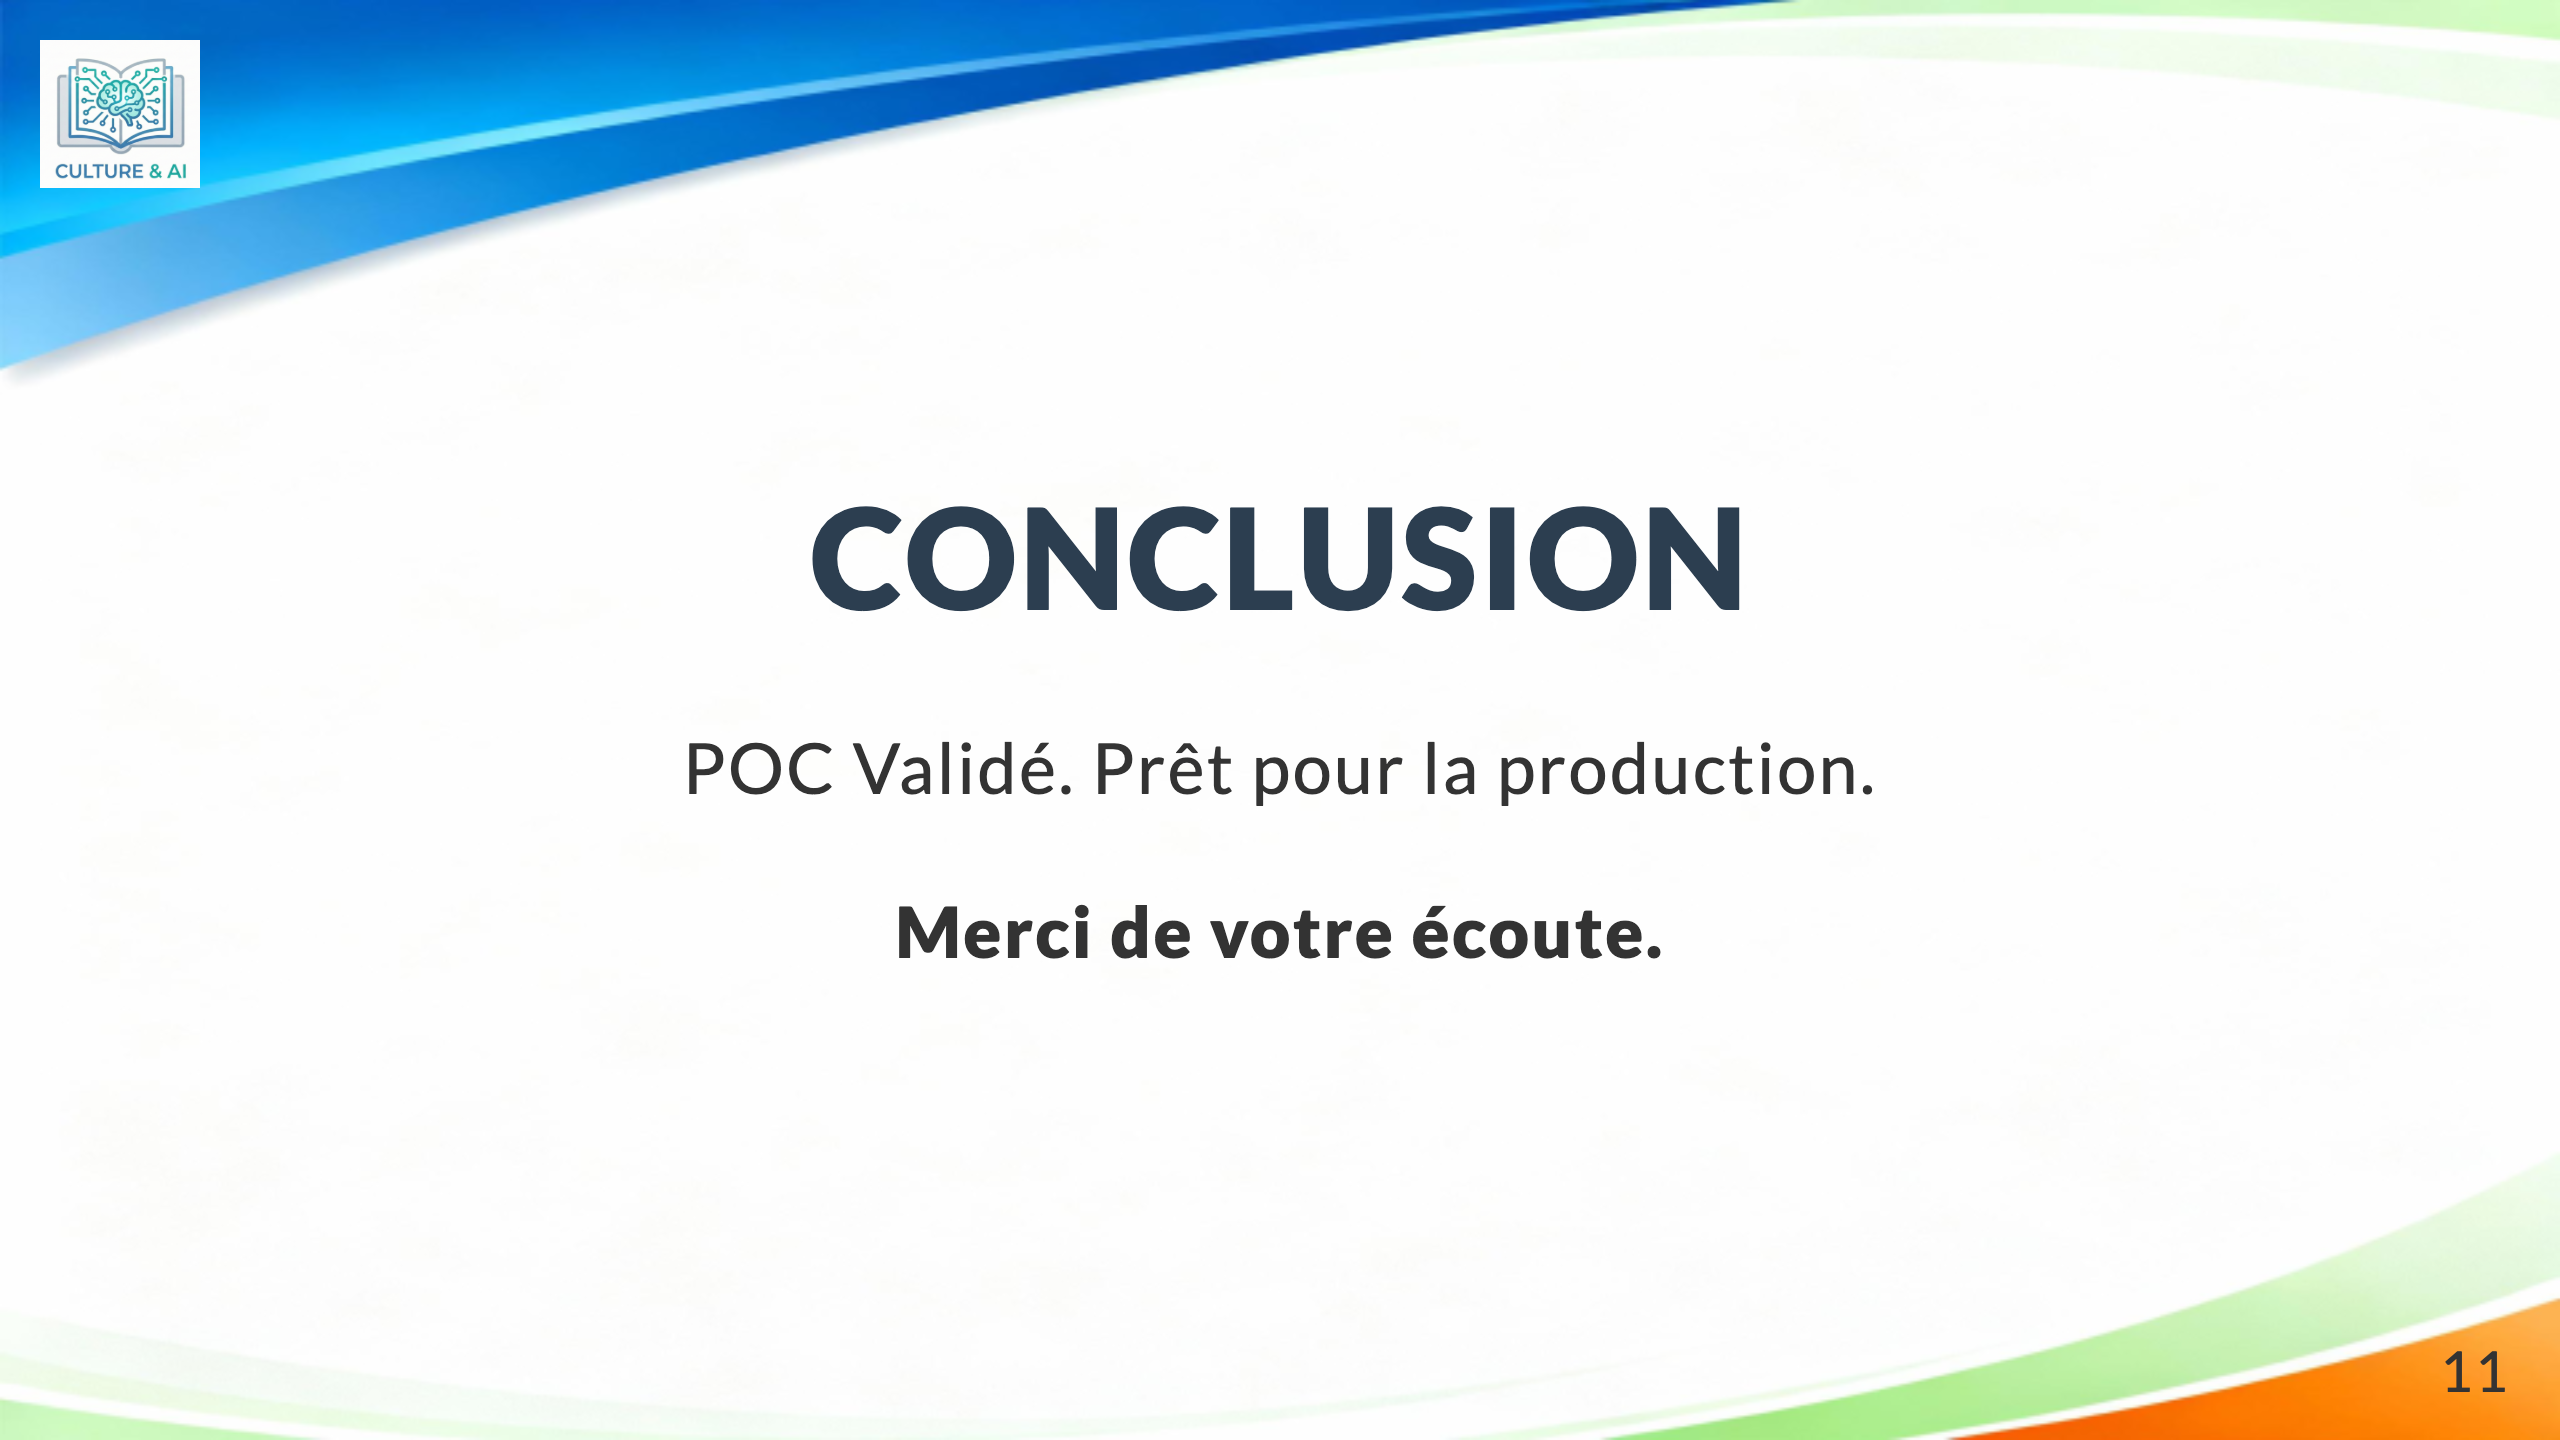 CULTURE & AI
CONCLUSION
POC Validé. Prêt pour la production.
Merci de votre écoute.
11